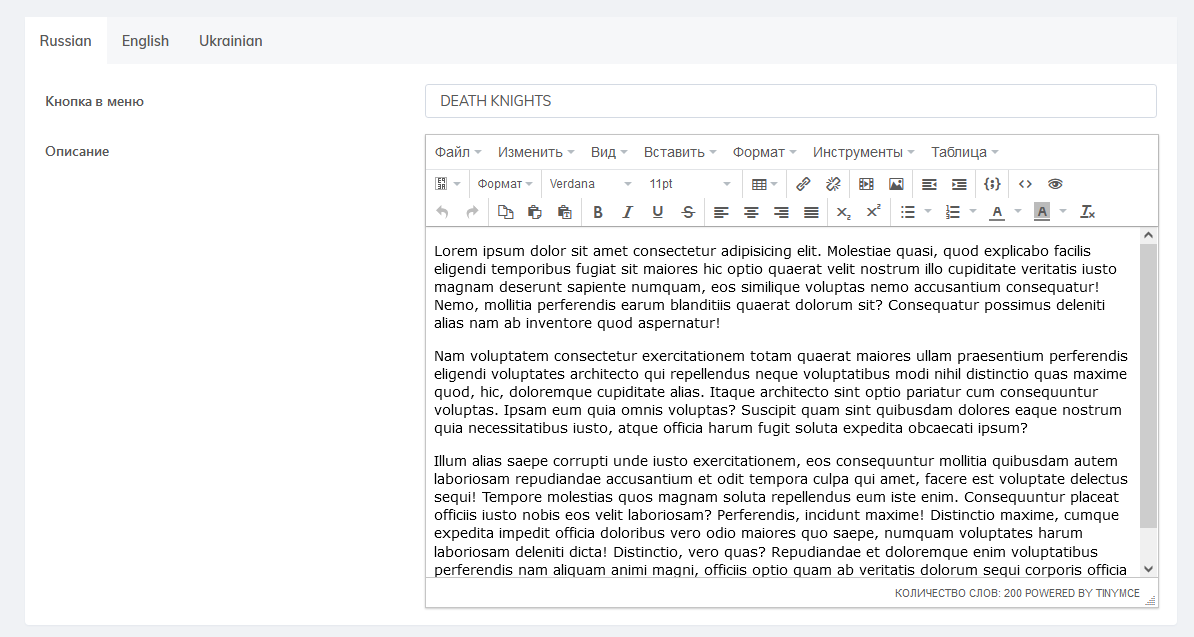 Russian English Ukrainian
Кнопка в меню DEATH KNIGHTS
Описание
Файл Изменить Вид Вставить Формат Инструменты Таблица
Формат Verdana 11pt
Lorem ipsum dolor sit amet consectetur adipisicing elit. Molestiae quasi, quod explicabo facilis
eligendi temporibus fugiat sit maiores hic optio quaerat velit nostrum illo cupiditate veritatis iusto
magnam deserunt sapiente numquam, eos similique voluptas nemo accusantium consequatur!
Nemo, mollitia perferendis earum blanditiis quaerat dolorum sit? Consequatur possimus deleniti
alias nam ab inventore quod aspernatur!
Nam voluptatem consectetur exercitationem totam quaerat maiores ullam praesentium perferendis
eligendi voluptates architecto qui repellendus neque voluptatibus modi nihil distinctio quas maxime
quod, hic, doloremque cupiditate alias. Itaque architecto sint optio pariatur cum consequuntur
voluptas. Ipsam eum quia omnis voluptas? Suscipit quam sint quibusdam dolores eaque nostrum
quia necessitatibus iusto, atque officia harum fugit soluta expedita obcaecati ipsum?
Illum alias saepe corrupti unde iusto exercitationem, eos consequuntur mollitia quibusdam autem
laboriosam repudiandae accusantium et odit tempora culpa qui amet, facere est voluptate delectus
sequi! Tempore molestias quos magnam soluta repellendus eum iste enim. Consequuntur placeat
officiis iusto nobis eos velit laboriosam? Perferendis, incidunt maxime! Distinctio maxime, cumque
expedita impedit officia doloribus vero odio maiores quo saepe, numquam voluptates harum
laboriosam deleniti dicta! Distinctio, vero quas? Repudiandae et doloremque enim voluptatibus
perferendis nam aliquam animi magni, officiis optio quam ab veritatis dolorum sequi corporis officia
КОЛИЧЕСТВО СЛОВ: 200 POWERED BY TINYMCE